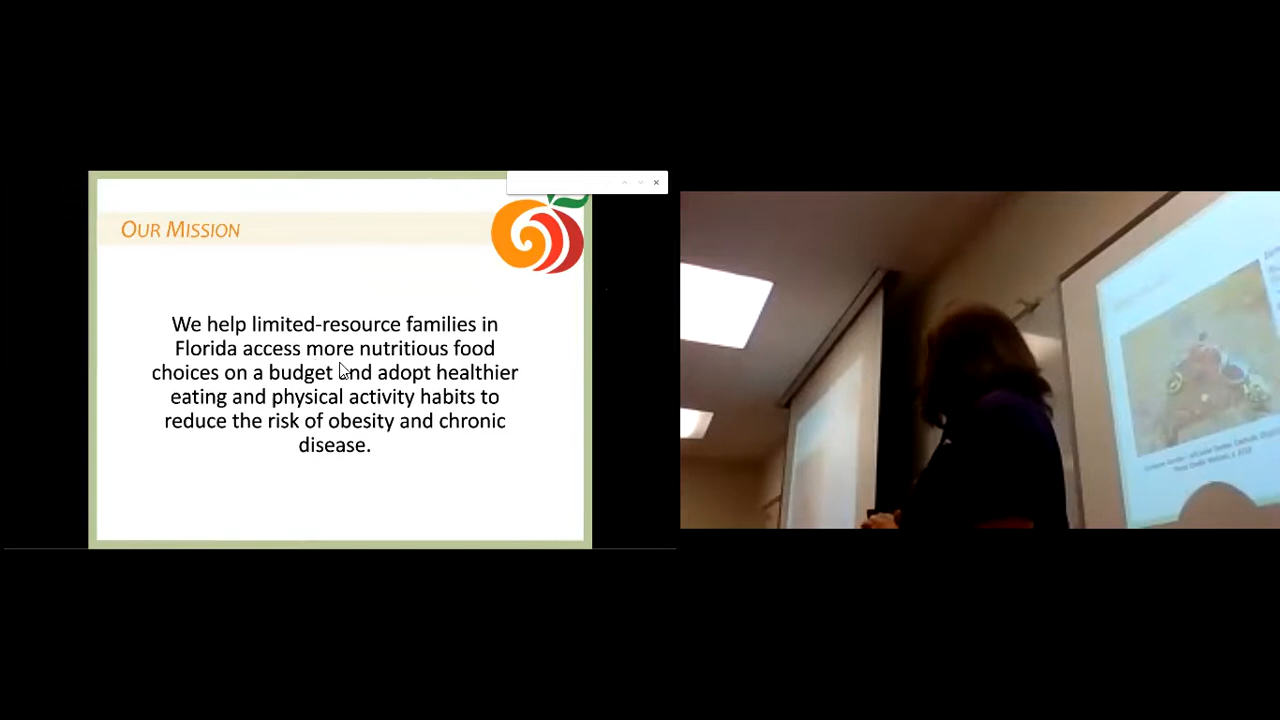 OUR MISSION
We help limited-resource families in
Florida access more nutritious food
choices on a budget and adopt healthier
eating and physical activity habits to
reduce the risk of obesity and chronic
disease.